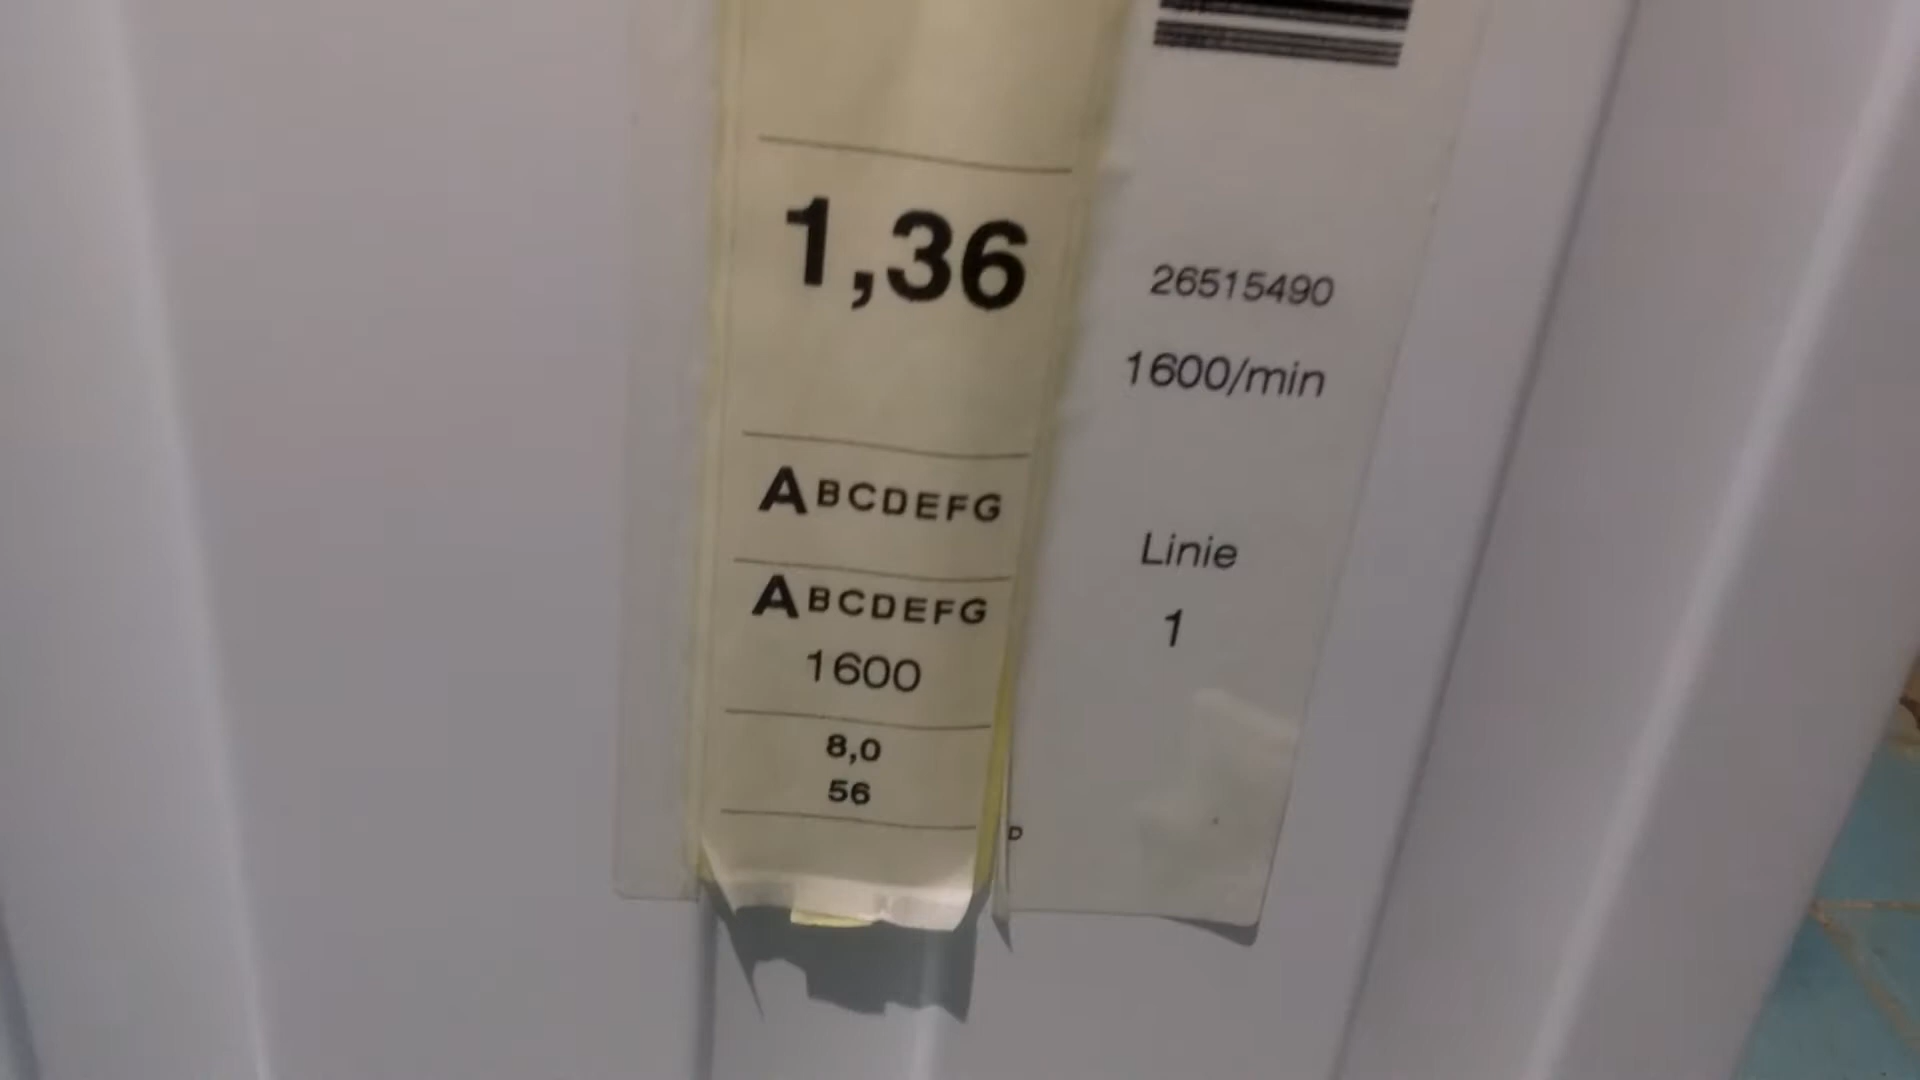 1,36
ABCDEFG
ABCDEFG
1600
8,0
56
D
26515490
1600/min
Linie
1